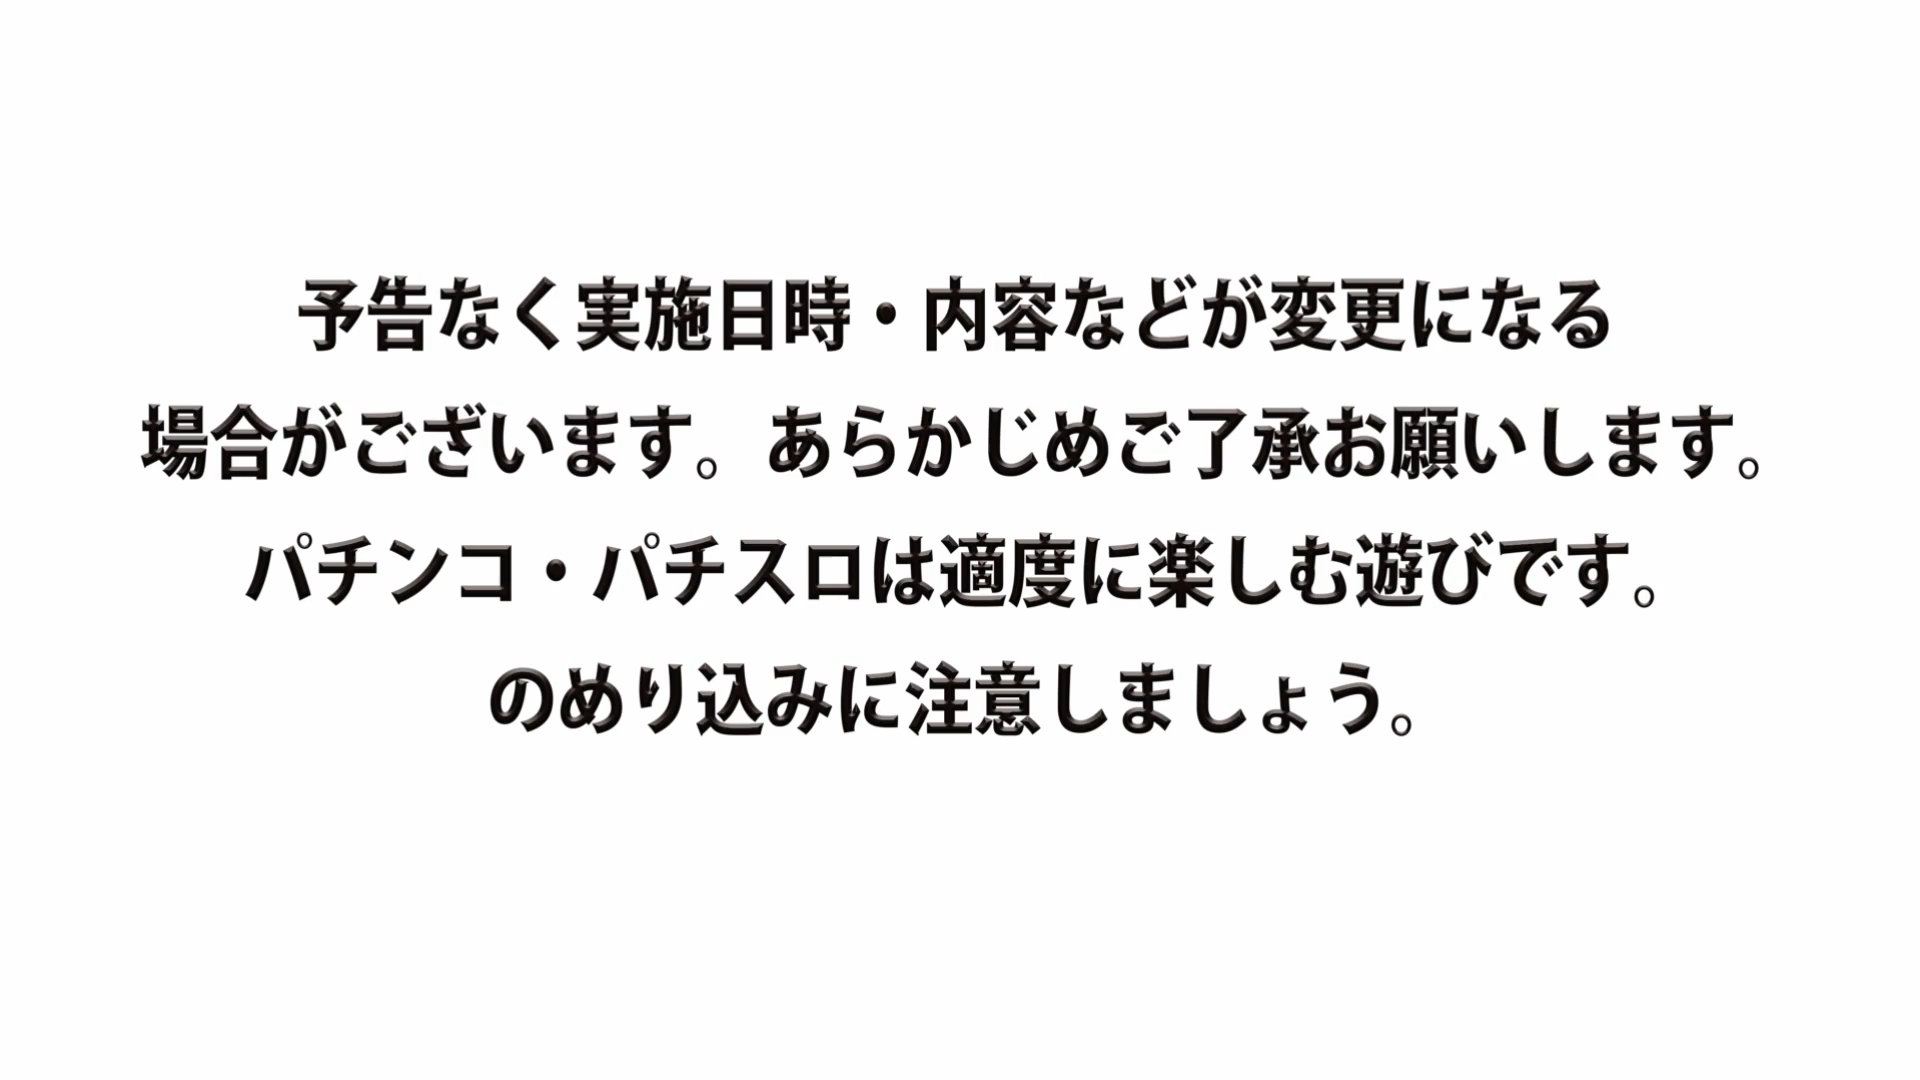 予告なく実施日時・内容などが変更になる
場合がございます。あらかじめご了承お願いします。
パチンコ・パチスロは適度に楽しむ遊びです。
のめり込みに注意しましょう。